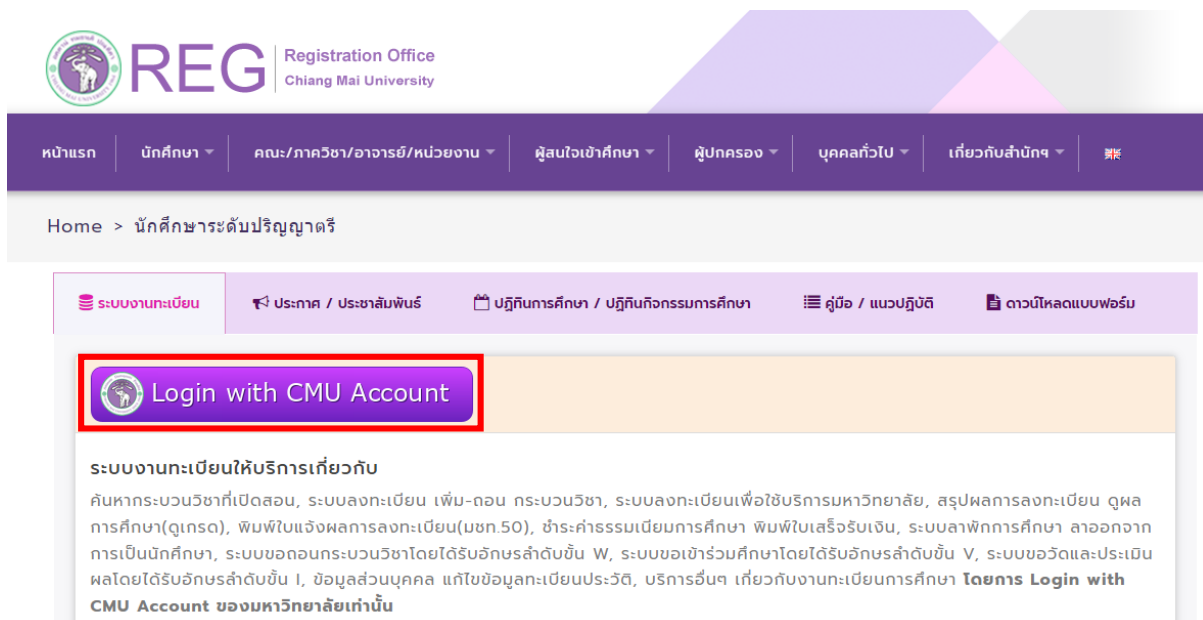 REG
Registration Office
Chiang Mai University
หน้าแรก นักศึกษา คณะ/ภาควิชา/อาจารย์/หน่วยงาน ผู้สนใจเข้าศึกษา ผู้ปกครอง บุคคลทั่วไป เกี่ยวกับสำนักฯ
Home > นักศึกษาระดับปริญญาตรี
ระบบงานทะเบียน ประกาศ / ประชาสัมพันธ์ ปฏิทินการศึกษา / ปฏิทินกิจกรรมการศึกษา คู่มือ / แนวปฏิบัติ ดาวน์โหลดแบบฟอร์ม
Login with CMU Account
ระบบงานทะเบียนให้บริการเกี่ยวกับ
ค้นหากระบวนวิชาที่เปิดสอน, ระบบลงทะเบียน เพิ่ม-ถอน กระบวนวิชา, ระบบลงทะเบียนเพื่อใช้บริการมหาวิทยาลัย, สรุปผลการลงทะเบียน ดูผล
การศึกษา(ดูเกรด), พิมพ์ใบแจ้งผลการลงทะเบียน(มชท.50), ชำระค่าธรรมเนียมการศึกษา พิมพ์ใบเสร็จรับเงิน, ระบบลาพักการศึกษา ลาออกจาก
การเป็นนักศึกษา, ระบบขอถอนกระบวนวิชาโดยได้รับอักษรลำดับขั้น W, ระบบขอเข้าร่วมศึกษาโดยได้รับอักษรลำดับขั้น V, ระบบขอวัดและประเมิน
ผลโดยได้รับอักษรลำดับขั้น I, ข้อมูลส่วนบุคคล แก้ไขข้อมูลทะเบียนประวัติ, บริการอื่นๆ เกี่ยวกับงานทะเบียนการศึกษา โดยการ Login with
CMU Account ของมหาวิทยาลัยเท่านั้น